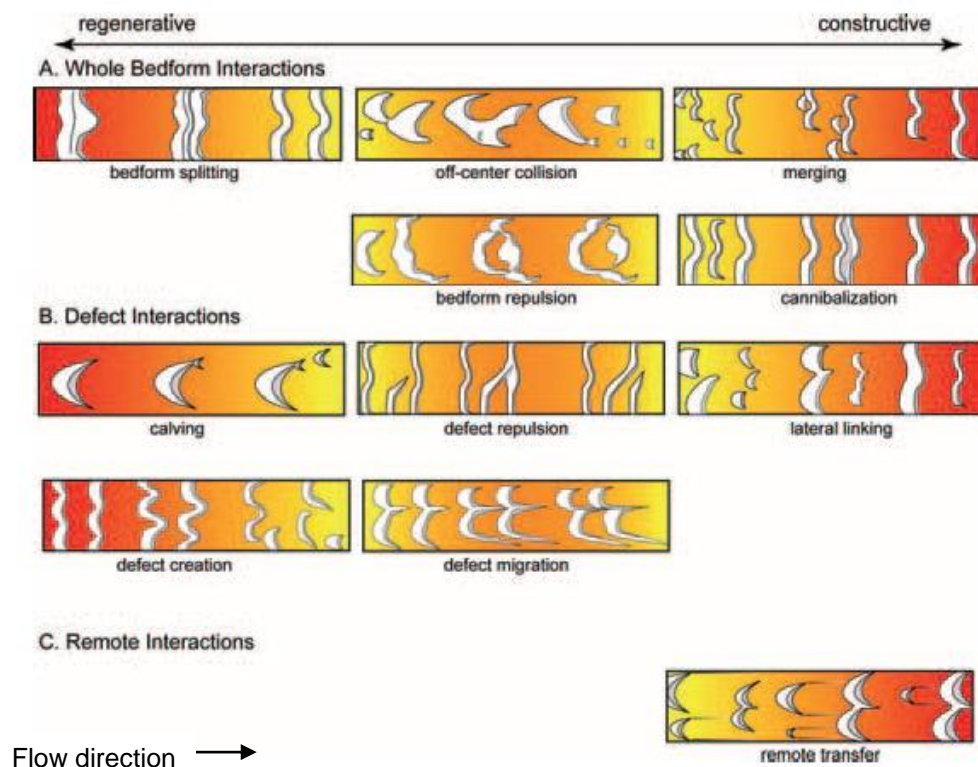 regenerative constructive
A. Whole Bedform Interactions
bedform splitting off-center collision merging
bedform repulsion cannibalization
B. Defect Interactions
calving defect repulsion lateral linking
defect creation defect migration
C. Remote Interactions
remote transfer
Flow direction